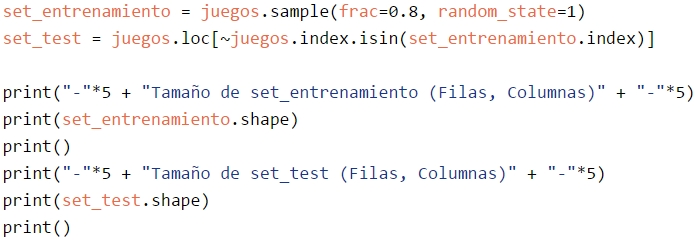 set_entrenamiento = juegos.sample(frac=0.8, random_state=1)
set_test = juegos.loc[~juegos.index.isin(set_entrenamiento.index)]
print("-"*5 + "Tamaño de set_entrenamiento (Filas, Columnas)" + "-"*5)
print(set_entrenamiento.shape)
print()
print("-"*5 + "Tamaño de set_test (Filas, Columnas)" + "-"*5)
print(set_test.shape)
print()